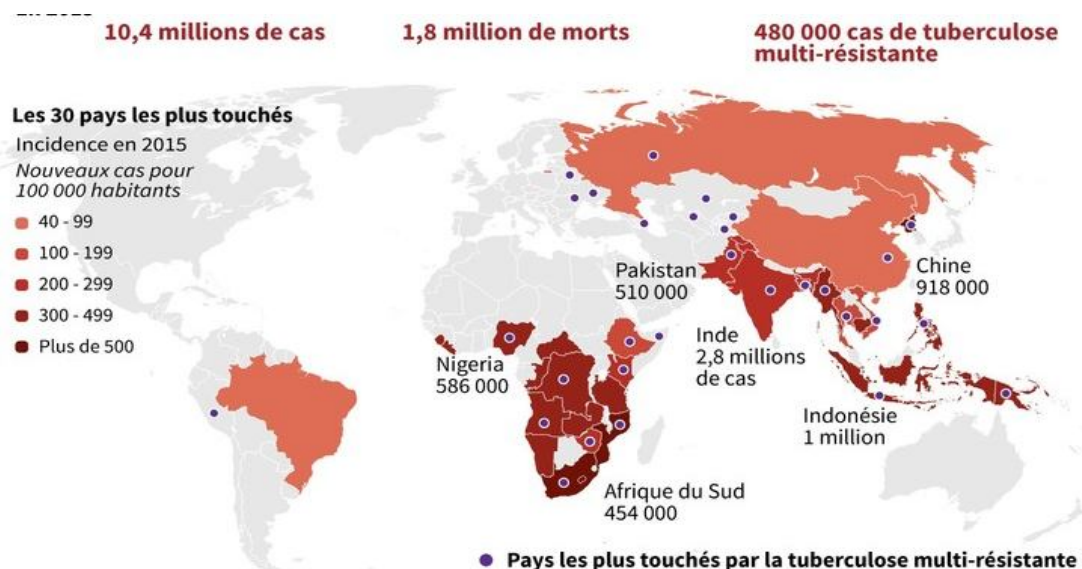 10,4 millions de cas
1,8 million de morts
480 000 cas de tuberculose
multi-résistante
Les 30 pays les plus touchés
Incidence en 2015
Nouveaux cas pour
100 000 habitants
40 - 99
100 - 199
200 - 299
300 - 499
Plus de 500
Pakistan
510 000
Chine
918 000
Nigeria
586 000
Inde
2,8 millions
de cas
Indonésie
1 million
Afrique du Sud
454 000
Pays les plus touchés par la tuberculose multi-résistante